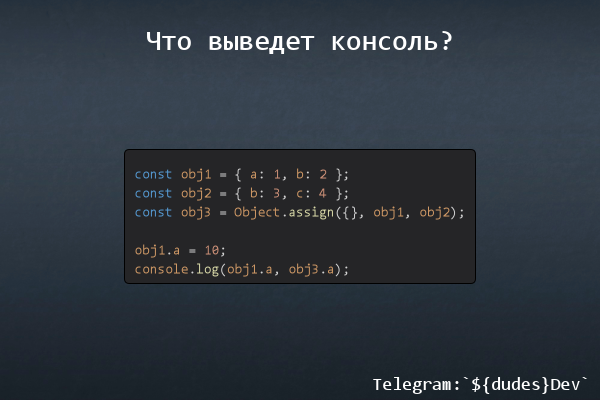 Что выведет консоль?
const obj1 = { a: 1, b: 2 };
const obj2 = { b: 3, c: 4 };
const obj3 = Object.assign({}, obj1, obj2);
obj1.a = 10;
console.log(obj1.a, obj3.a);
Telegram:`${dudes}Dev`